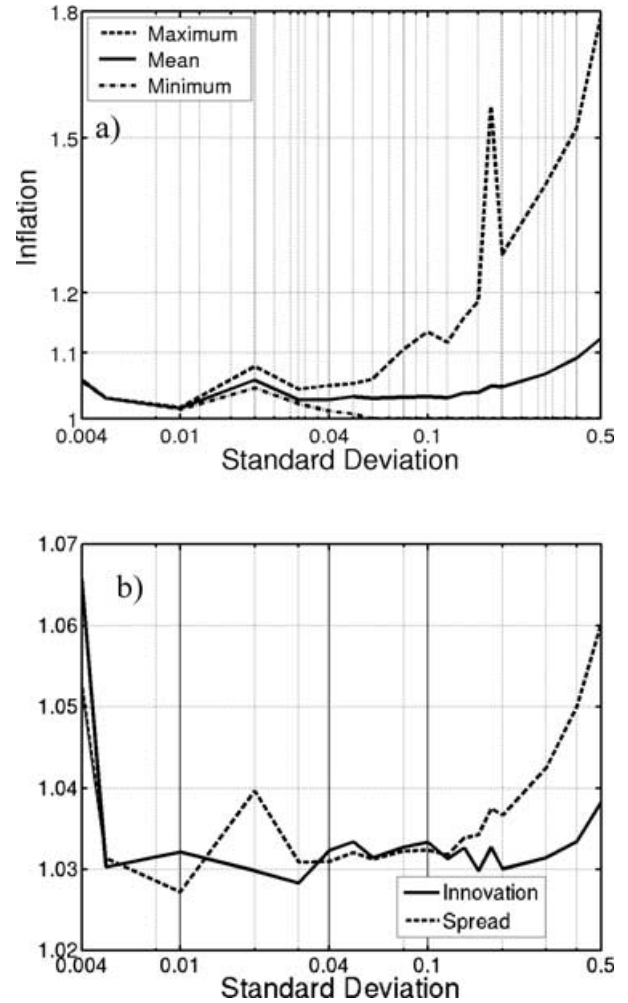 1.8
Maximum
Mean
Minimum
a)
1.5
Inflation
1.2
1.1
1
0.004 0.01 0.04 0.1 0.5
Standard Deviation
1.07
b)
1.06
1.05
1.04
1.03
Innovation
Spread
1.02
0.004 0.01 0.04 0.1 0.5
Standard Deviation